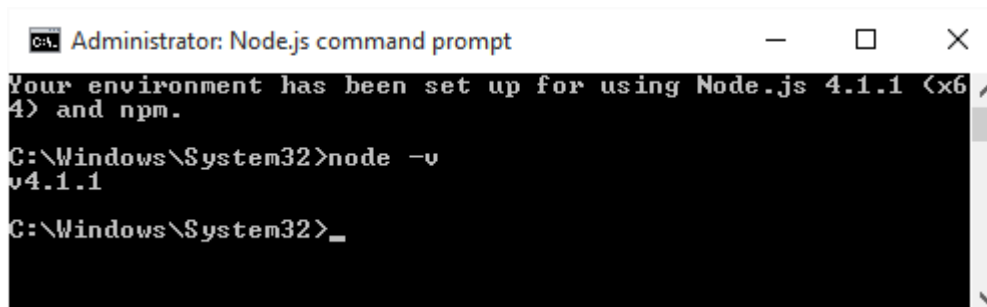 Administrator: Node.js command prompt
Your environment has been set up for using Node.js 4.1.1 (x6
4) and npm.
C:\Windows\System32>node -v
v4.1.1
C:\Windows\System32>_